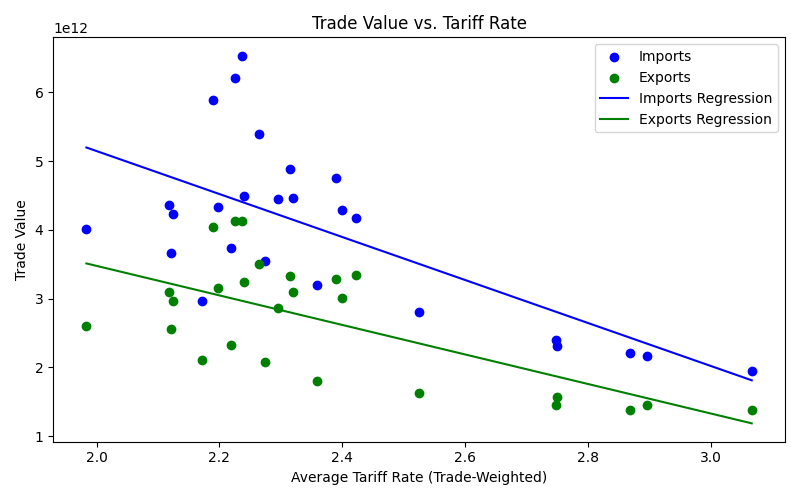 Trade Value vs. Tariff Rate
1e12
Imports
Exports
Imports Regression
Exports Regression
6
5
4
3
2
1
Trade Value
2.0 2.2 2.4 2.6 2.8 3.0
Average Tariff Rate (Trade-Weighted)